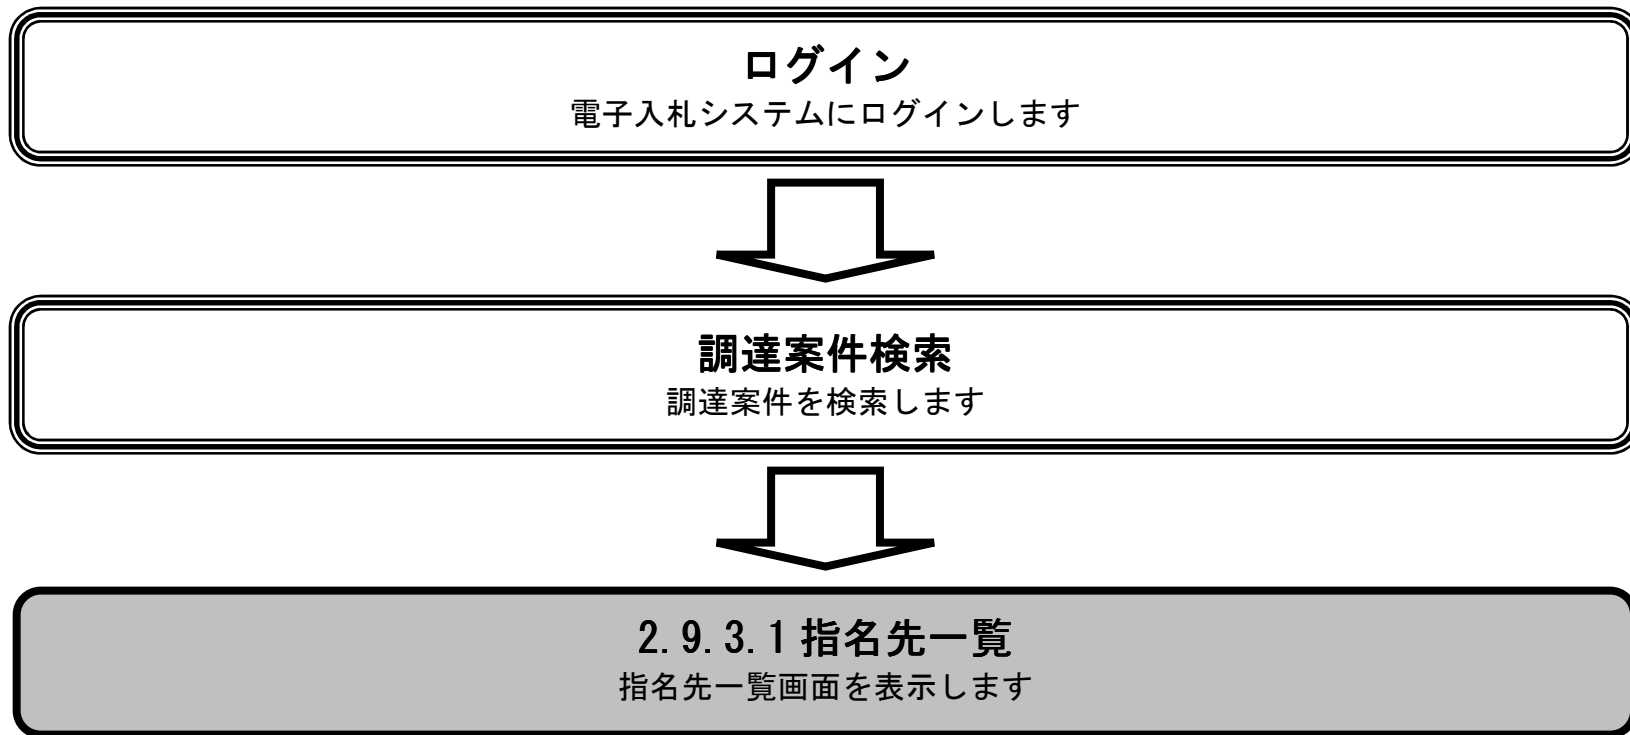 ログイン
電子入札システムにログインします
調達案件検索
調達案件を検索します
2.9.3.1指名先一覧
指名先一覧画面を表示します